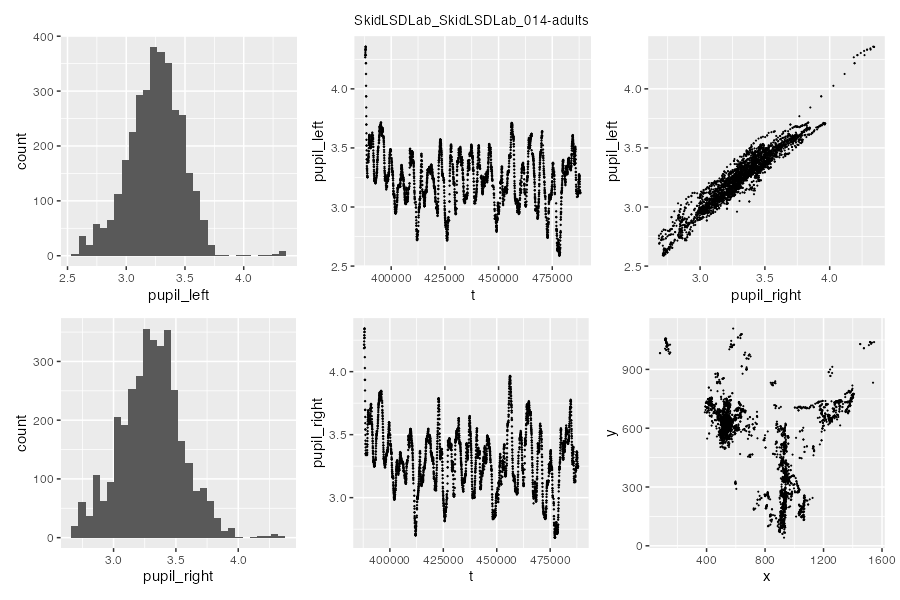 SkidLSDLab_SkidLSDLab_014-adults
count
400
300
200
100
0
2.5 3.0 3.5 4.0
pupil_left
pupil_left
4.0
3.5
3.0
2.5
400000 425000 450000 475000
t
pupil_left
4.0
3.5
3.0
2.5
3.0 3.5 4.0
pupil_right
count
300
200
100
0
3.0 3.5 4.0
pupil_right
pupil_right
4.0
3.5
3.0
400000 425000 450000 475000
t
y
900
600
300
0
400 800 1200 1600
x